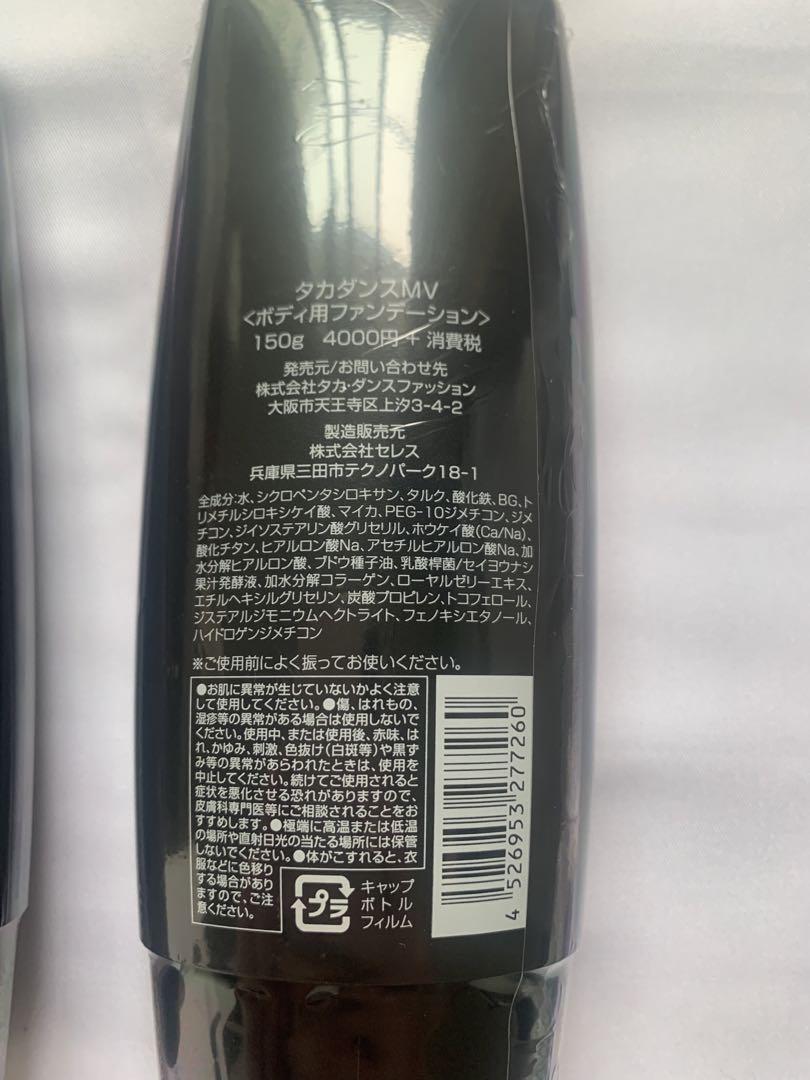 タカダンスMV
<ボディ用ファンデーション>
150g 4000円+消費税
発売元/お問い合わせ先
株式会社タカ・ダンスファッション
大阪市天王寺区上汐3-4-2
製造販売元
株式会社セレス
兵庫県三田市テクノパーク18-1
全成分:水、シクロペンタシロキサン、タルク、酸化鉄、BG、ト
リメチルシロキシケイ酸、マイカ、PEG-10ジメチコン、ジメ
チコン、ジイソステアリン酸グリセリル、ホウケイ酸(Ca/Na)、
酸化チタン、ヒアルロン酸Na、アセチルヒアルロン酸Na、加
水分解ヒアルロン酸、ブドウ種子油、乳酸桿菌/セイヨウナシ
果汁発酵液、加水分解コラーゲン、ローヤルゼリーエキス、
エチルヘキシルグリセリン、炭酸プロピレン、トコフェロール、
ジステアルジモニウムヘクトライト、フェノキシエタノール、
ハイドロゲンジメチコン
※ご使用前によく振ってお使いください。
●お肌に異常が生じていないかよく注意
して使用してください。●傷、はれもの、
湿疹等の異常がある場合は使用しないで
ください。使用中、または使用後、赤味、は
れ、かゆみ、刺激、色抜け(白斑等)や黒ず
み等の異常があらわれたときは、使用を
中止してください。続けてご使用されると
症状を悪化させる恐れがありますので、
皮膚科専門医等にご相談されることをお
すすめします。●極端に高温または低温
の場所や直射日光の当たる場所には保管
しないでください。●体がこすれると、衣
服などに色移り
する場合があり
ますので、ご注
意ください。
プラ
キャップ
ボトル
フィルム
4 526953 277260